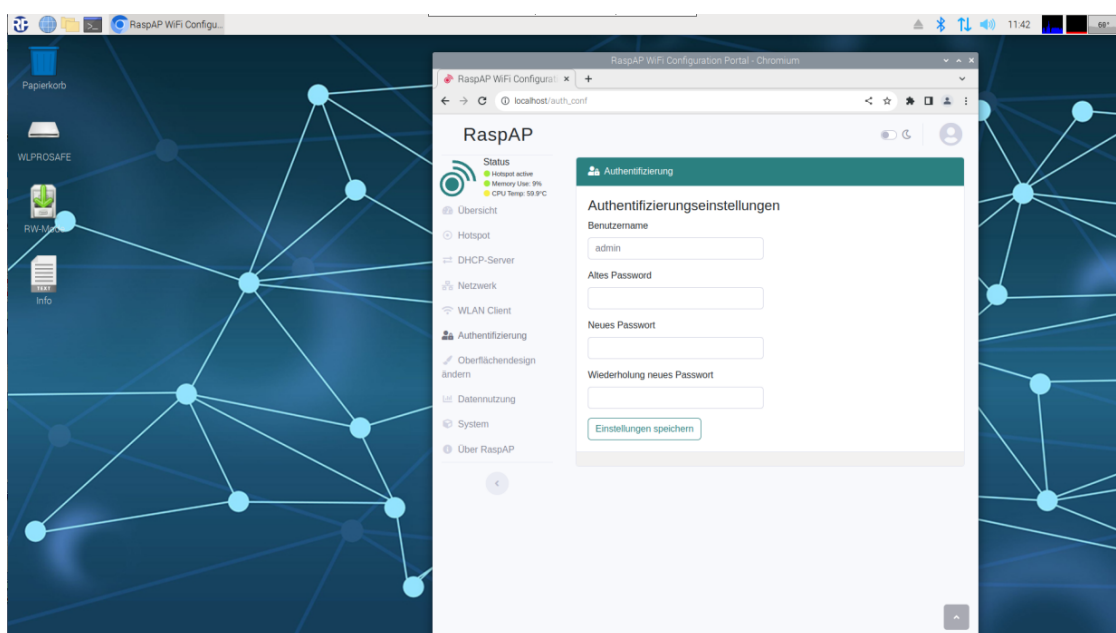 RaspAP WiFi Configu...
11:42
68°
Papierkorb
WLPROSAFE
Info
TEXT
RaspAP WiFi Configuration Portal - Chromium
RaspAP WiFi Configurati
localhost/auth_conf
RaspAP
Status
Hotspot active
Memory Use: 9%
CPU Temp: 59.9°C
Übersicht
Hotspot
DHCP-Server
Netzwerk
WLAN Client
Authentifizierung
Oberflächendesign
ändern
Datennutzung
System
Über RaspAP
Authentifizierung
Authentifizierungseinstellungen
Benutzername
admin
Altes Password
Neues Passwort
Wiederholung neues Passwort
Einstellungen speichern